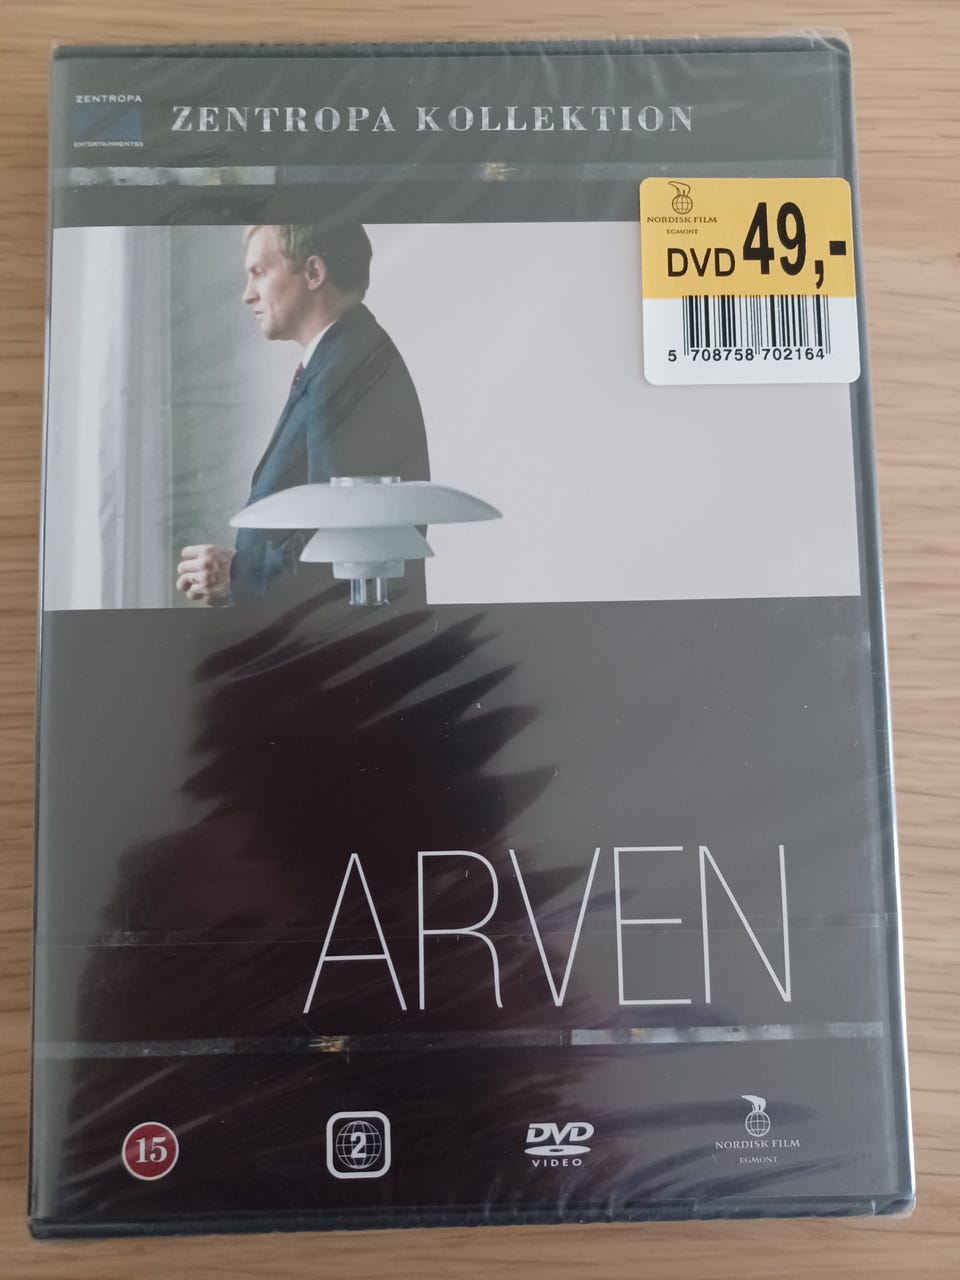 ZENTROPA
ENTERTAINMENTS3
ZENTROPA KOLLEKTION
NORDISK FILM
EGMONT
DVD 49,-
5 708758 702164
ARVEN
15
2
DVD
VIDEO
NORDISK FILM
EGMONT